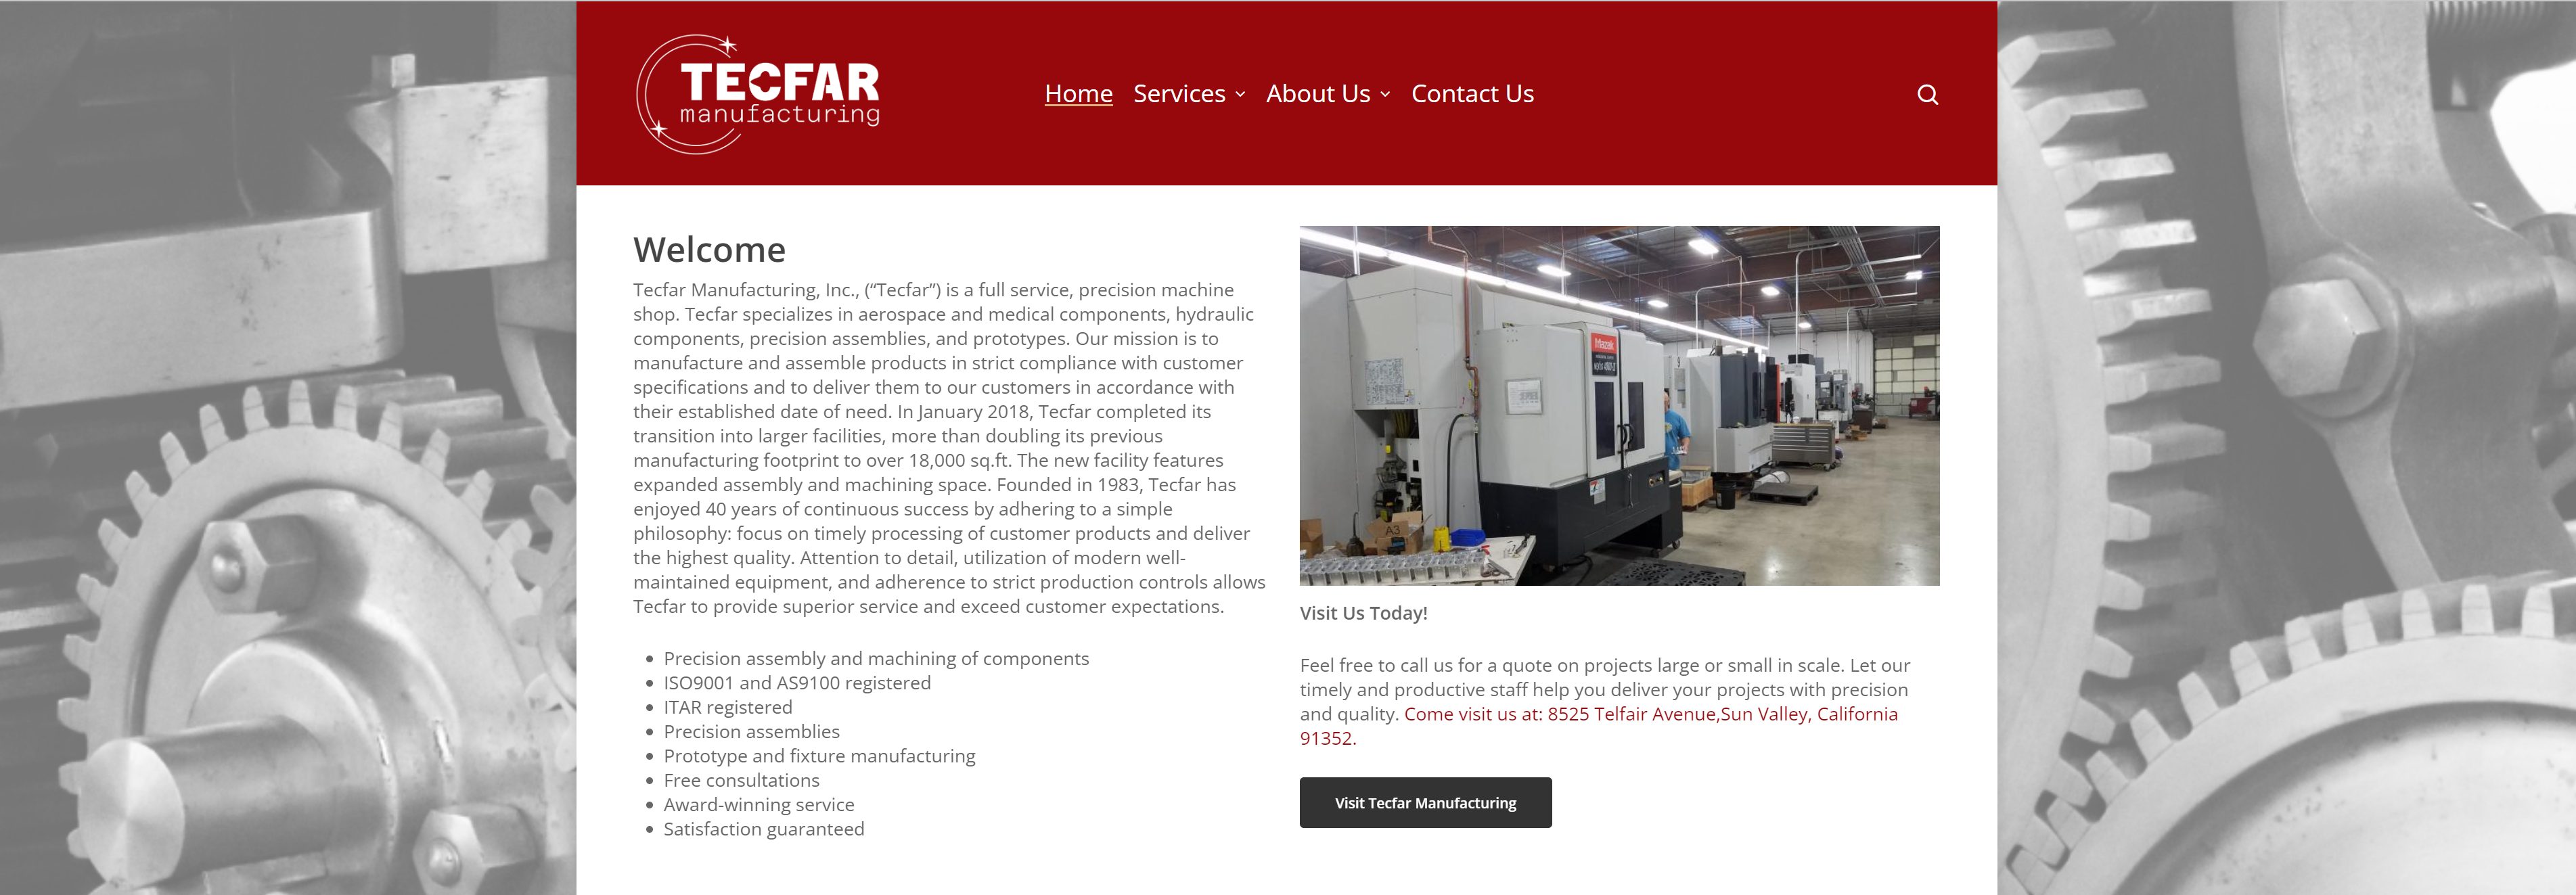 TECFAR
manufacturing
Home
Services
About Us
Contact Us
Welcome
Tecfar Manufacturing, Inc., (“Tecfar”) is a full service, precision machine
shop. Tecfar specializes in aerospace and medical components, hydraulic
components, precision assemblies, and prototypes. Our mission is to
manufacture and assemble products in strict compliance with customer
specifications and to deliver them to our customers in accordance with
their established date of need. In January 2018, Tecfar completed its
transition into larger facilities, more than doubling its previous
manufacturing footprint to over 18,000 sq.ft. The new facility features
expanded assembly and machining space. Founded in 1983, Tecfar has
enjoyed 40 years of continuous success by adhering to a simple
philosophy: focus on timely processing of customer products and deliver
the highest quality. Attention to detail, utilization of modern well-
maintained equipment, and adherence to strict production controls allows
Tecfar to provide superior service and exceed customer expectations.
Precision assembly and machining of components
ISO9001 and AS9100 registered
ITAR registered
Precision assemblies
Prototype and fixture manufacturing
Free consultations
Award-winning service
Satisfaction guaranteed
Mazak
A3
Visit Us Today!
Feel free to call us for a quote on projects large or small in scale. Let our
timely and productive staff help you deliver your projects with precision
and quality. Come visit us at: 8525 Telfair Avenue,Sun Valley, California
91352.
Visit Tecfar Manufacturing